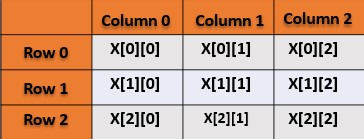 Column 0 Column 1 Column 2
Row 0 X[0][0] X[0][1] X[0][2]
Row 1 X[1][0] X[1][1] X[1][2]
Row 2 X[2][0] X[2][1] X[2][2]